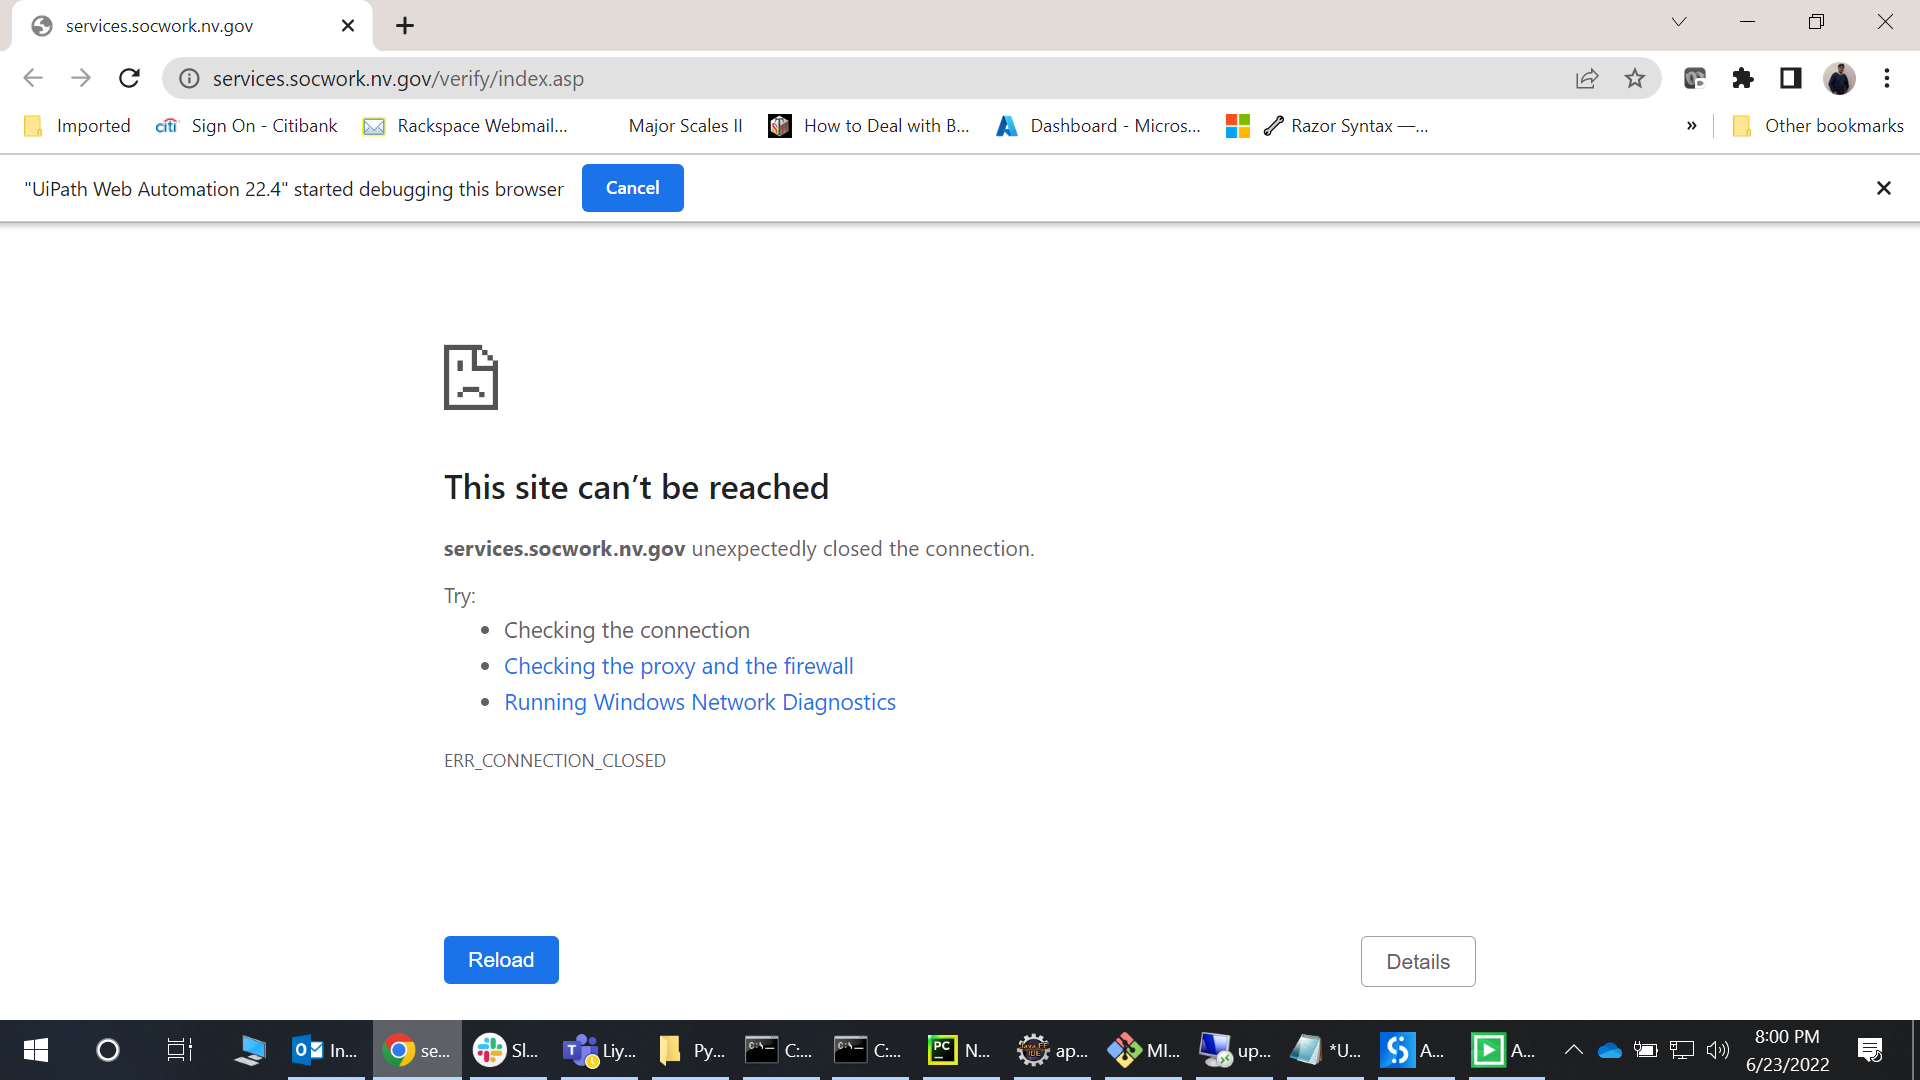 services.socwork.nv.gov
services.socwork.nv.gov/verify/index.asp
Imported
citi
Sign On - Citibank
Rackspace Webmail...
Major Scales II
How to Deal with B...
Dashboard - Micros...
Razor Syntax —...
»
Other bookmarks
"UiPath Web Automation 22.4" started debugging this browser
Cancel
This site can’t be reached
services.socwork.nv.gov unexpectedly closed the connection.
Try:
• Checking the connection
• Checking the proxy and the firewall
• Running Windows Network Diagnostics
ERR_CONNECTION_CLOSED
Reload
Details
In...
se...
Sl...
Liy...
Py...
C:...
C:...
PC
N...
ap...
MI...
up...
*U...
A...
A...
8:00 PM
6/23/2022